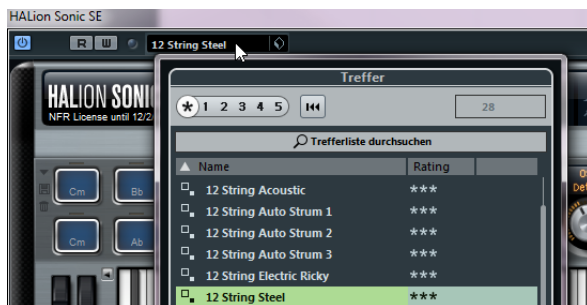 HALion Sonic SE
R W 12 String Steel
Treffer
HALION SONI
NFR License until 12/2
* 1 2 3 4 5
28
Trefferliste durchsuchen
Name Rating
12 String Acoustic ***
12 String Auto Strum 1 ***
12 String Auto Strum 2 ***
12 String Auto Strum 3 ***
12 String Electric Ricky ***
12 String Steel ***
Cm Bb
Cm Ab